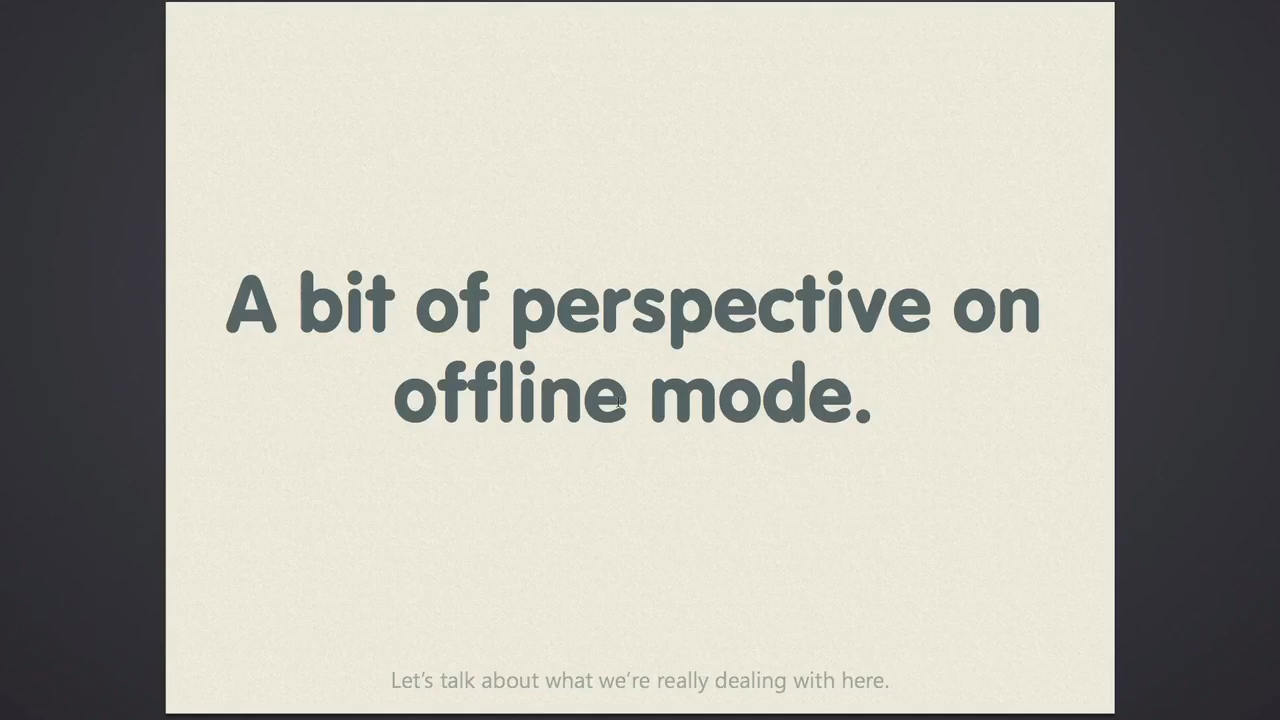 A bit of perspective on
offline mode.
Let’s talk about what we’re really dealing with here.